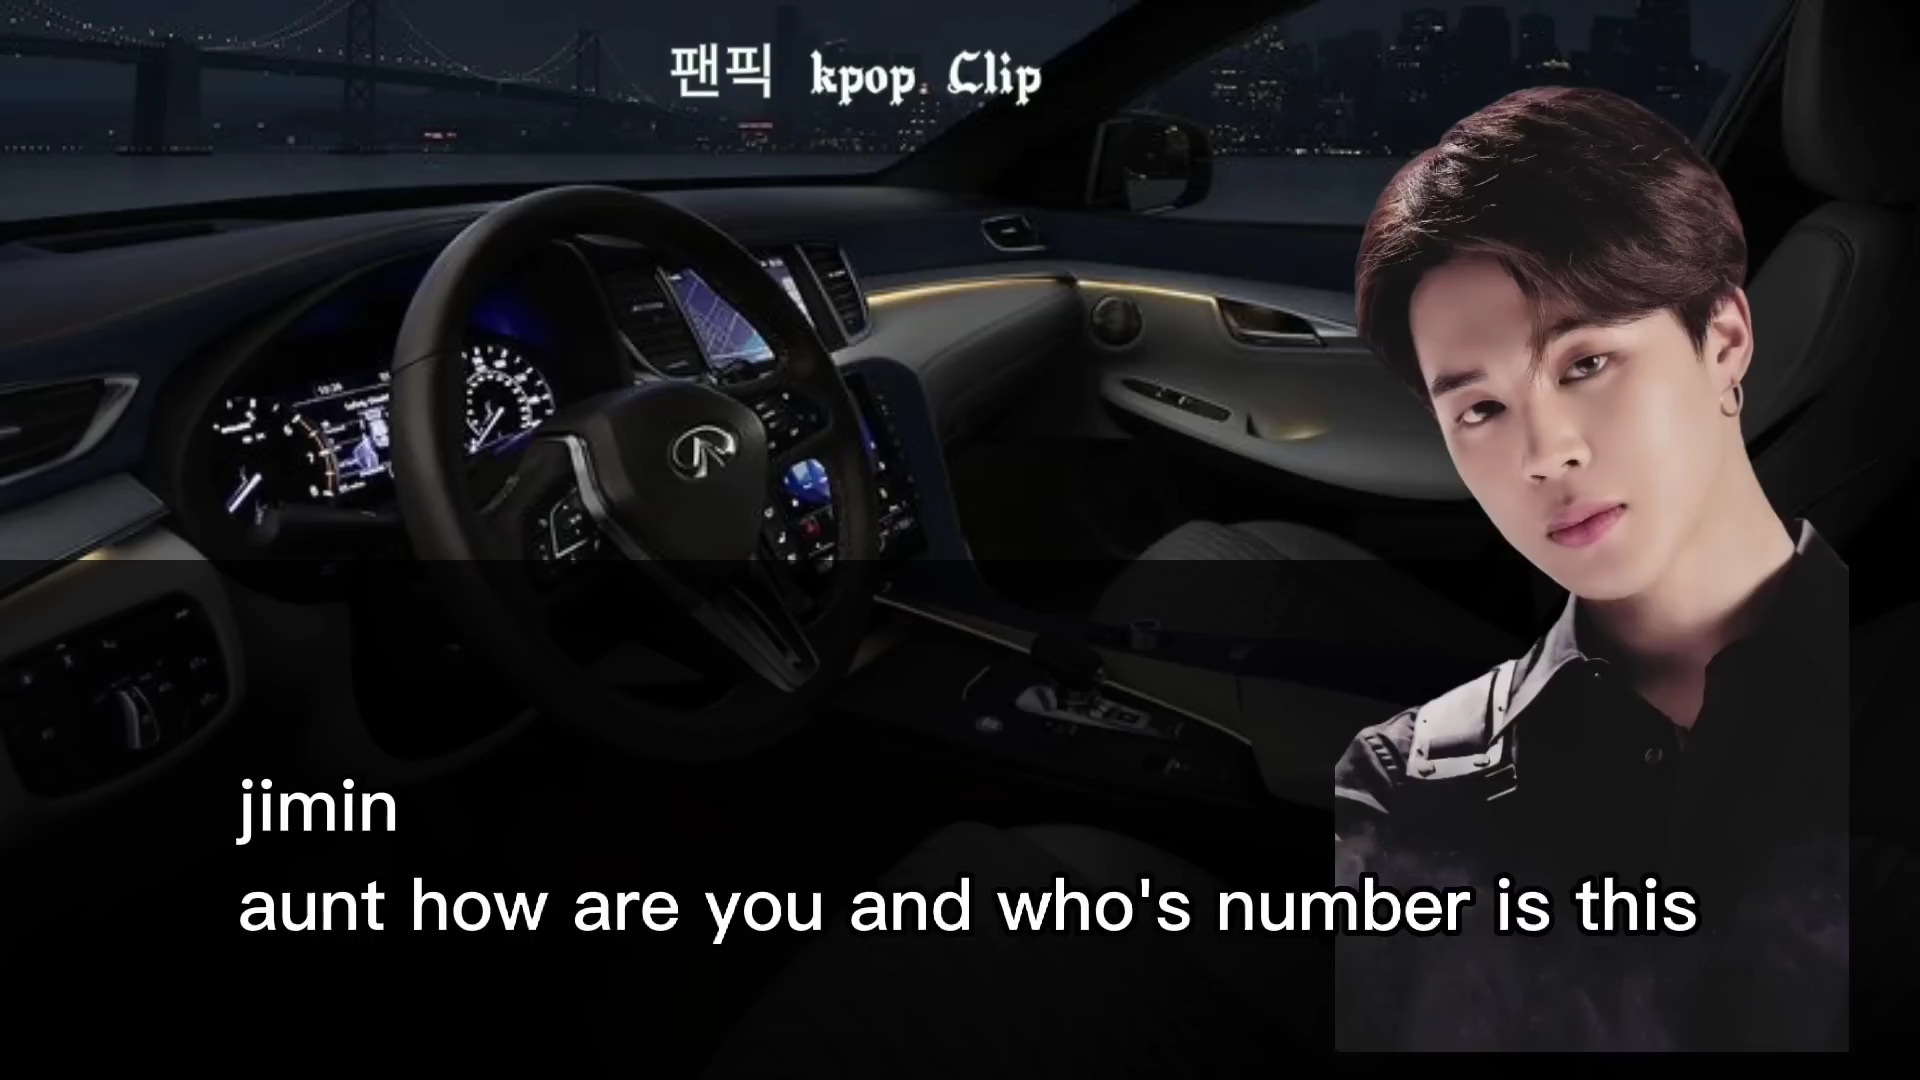 팬픽 kpop Clip
jimin
aunt how are you and who's number is this